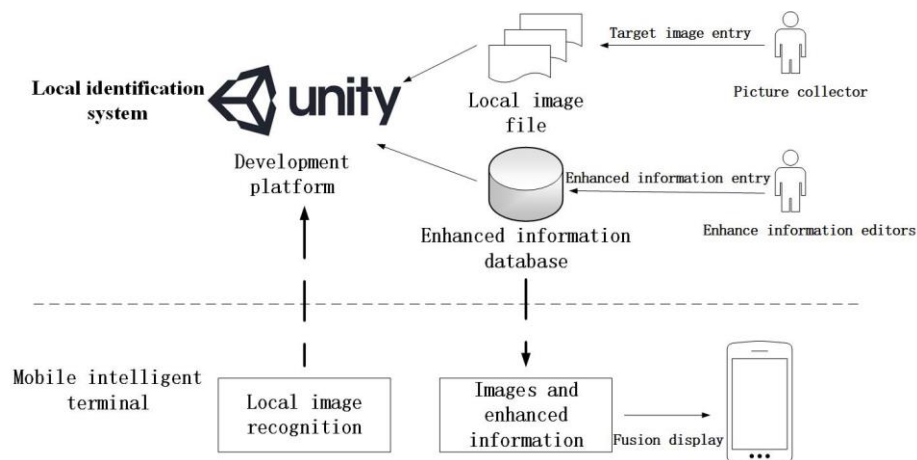 Target image entry
Picture collector
Local identification
system
unity
Local image
file
Development
platform
Enhanced information entry
Enhance information editors
Enhanced information
database
Mobile intelligent
terminal
Local image
recognition
Images and
enhanced
information
Fusion display